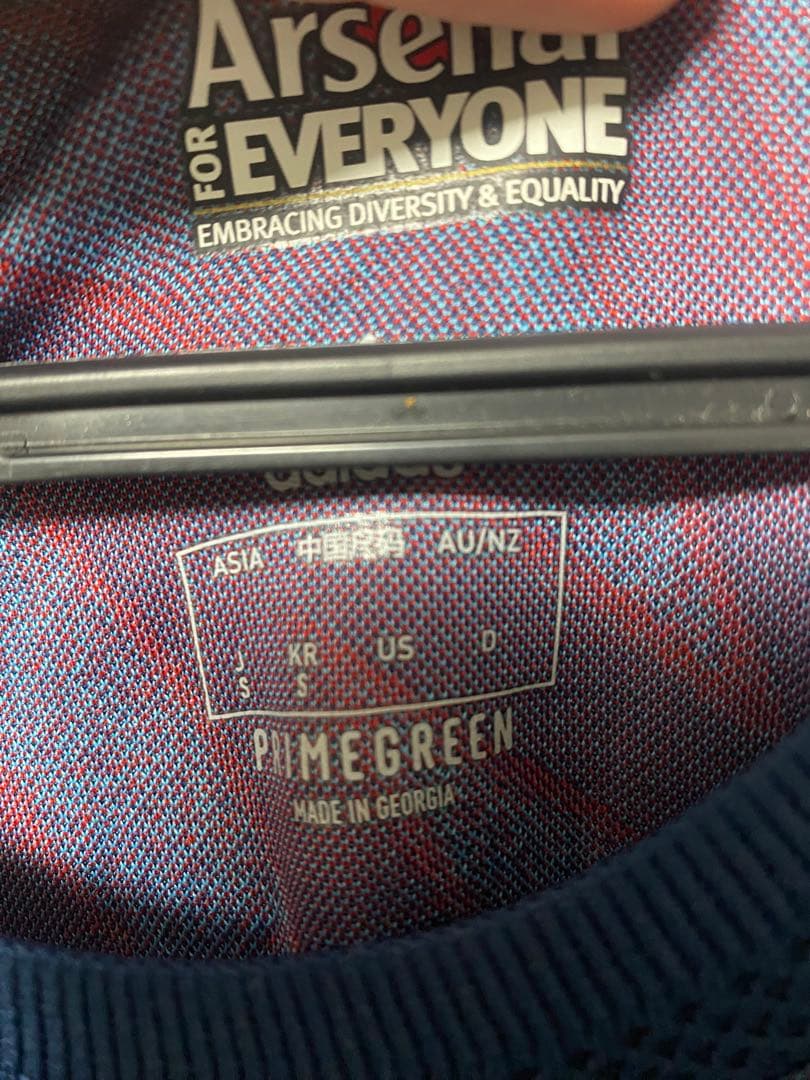 Arsenal
FOR EVERYONE
EMBRACING DIVERSITY & EQUALITY
adidas
ASIA 中国尺码 AU/NZ
J KR US D
S S
PRIMEGREEN
MADE IN GEORGIA